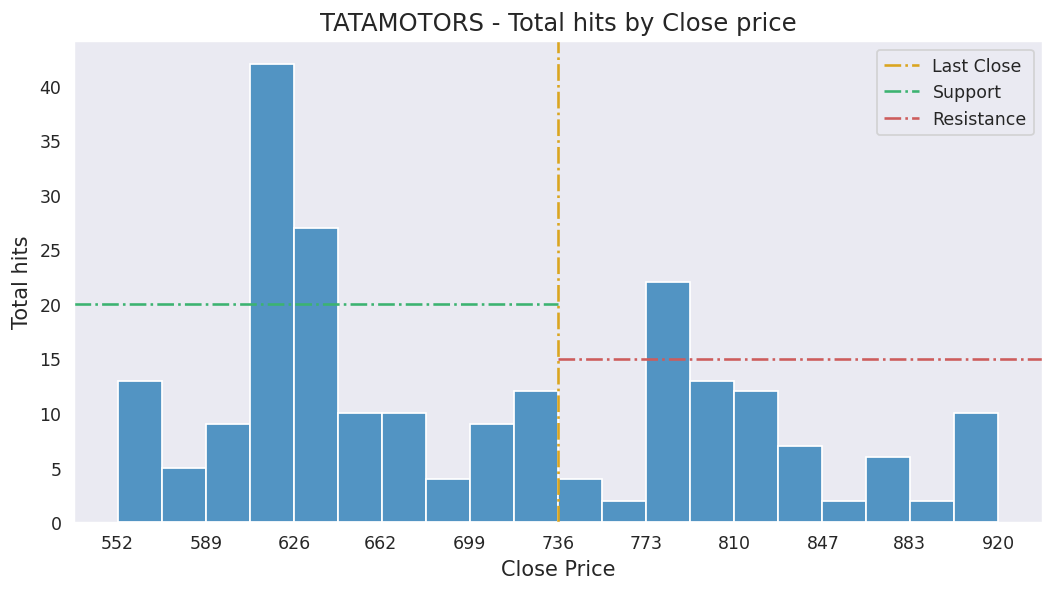 TATAMOTORS - Total hits by Close price
Last Close
Support
Resistance
Total hits
40
35
30
25
20
15
10
5
0
552 589 626 662 699 736 773 810 847 883 920
Close Price